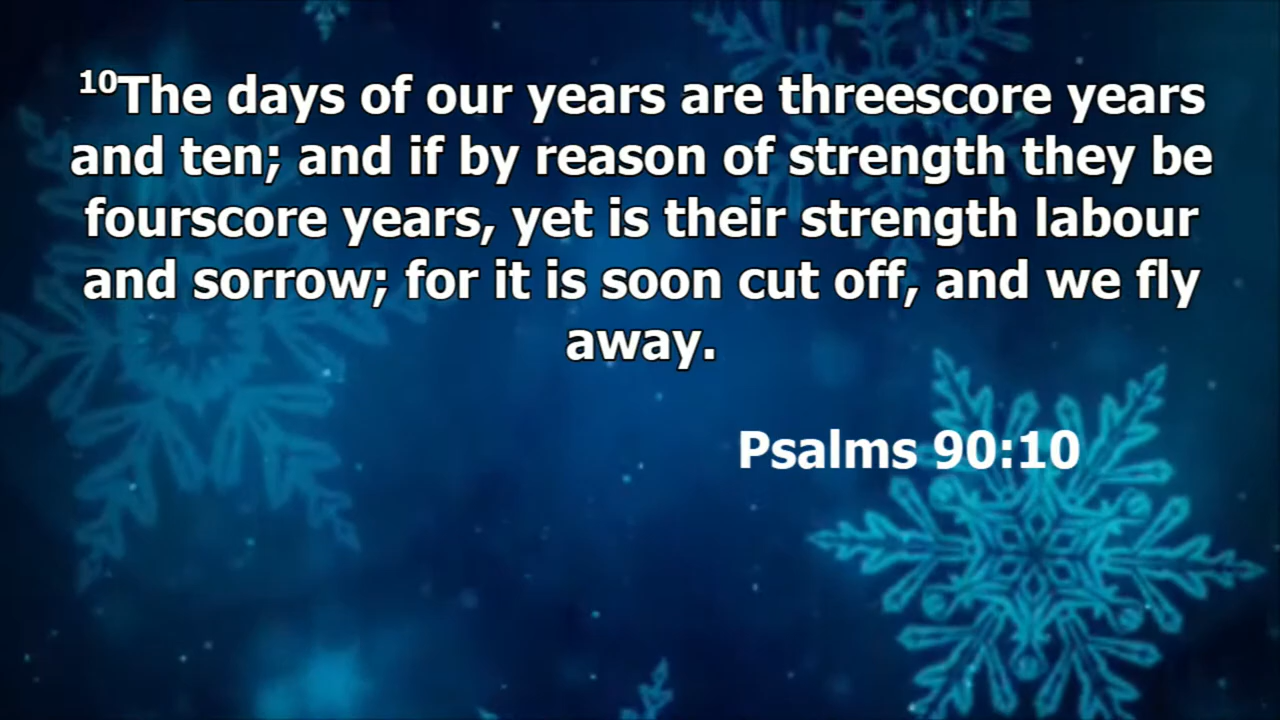 10The days of our years are threescore years
and ten; and if by reason of strength they be
fourscore years, yet is their strength labour
and sorrow; for it is soon cut off, and we fly
away.
Psalms 90:10